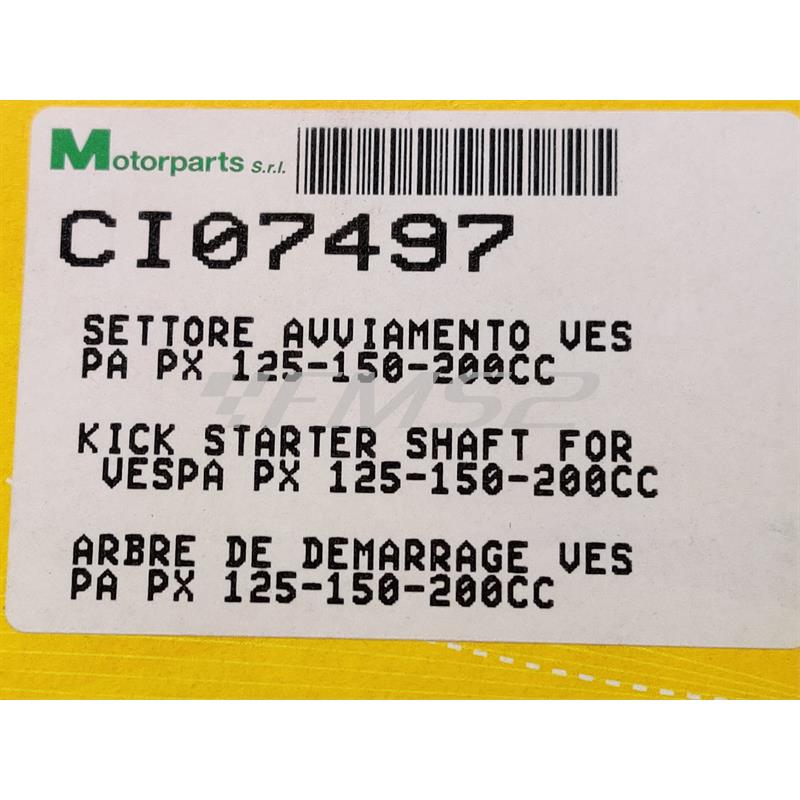 Motorparts S.r.l.
CI07497
SETTORE AVVIAMENTO VES
PA PX 125-150-200CC
FMS2
KICK STARTER SHAFT FOR
VESPA PX 125-150-200CC
ARBRE DE DEMARRAGE VES
PA PX 125-150-200CC